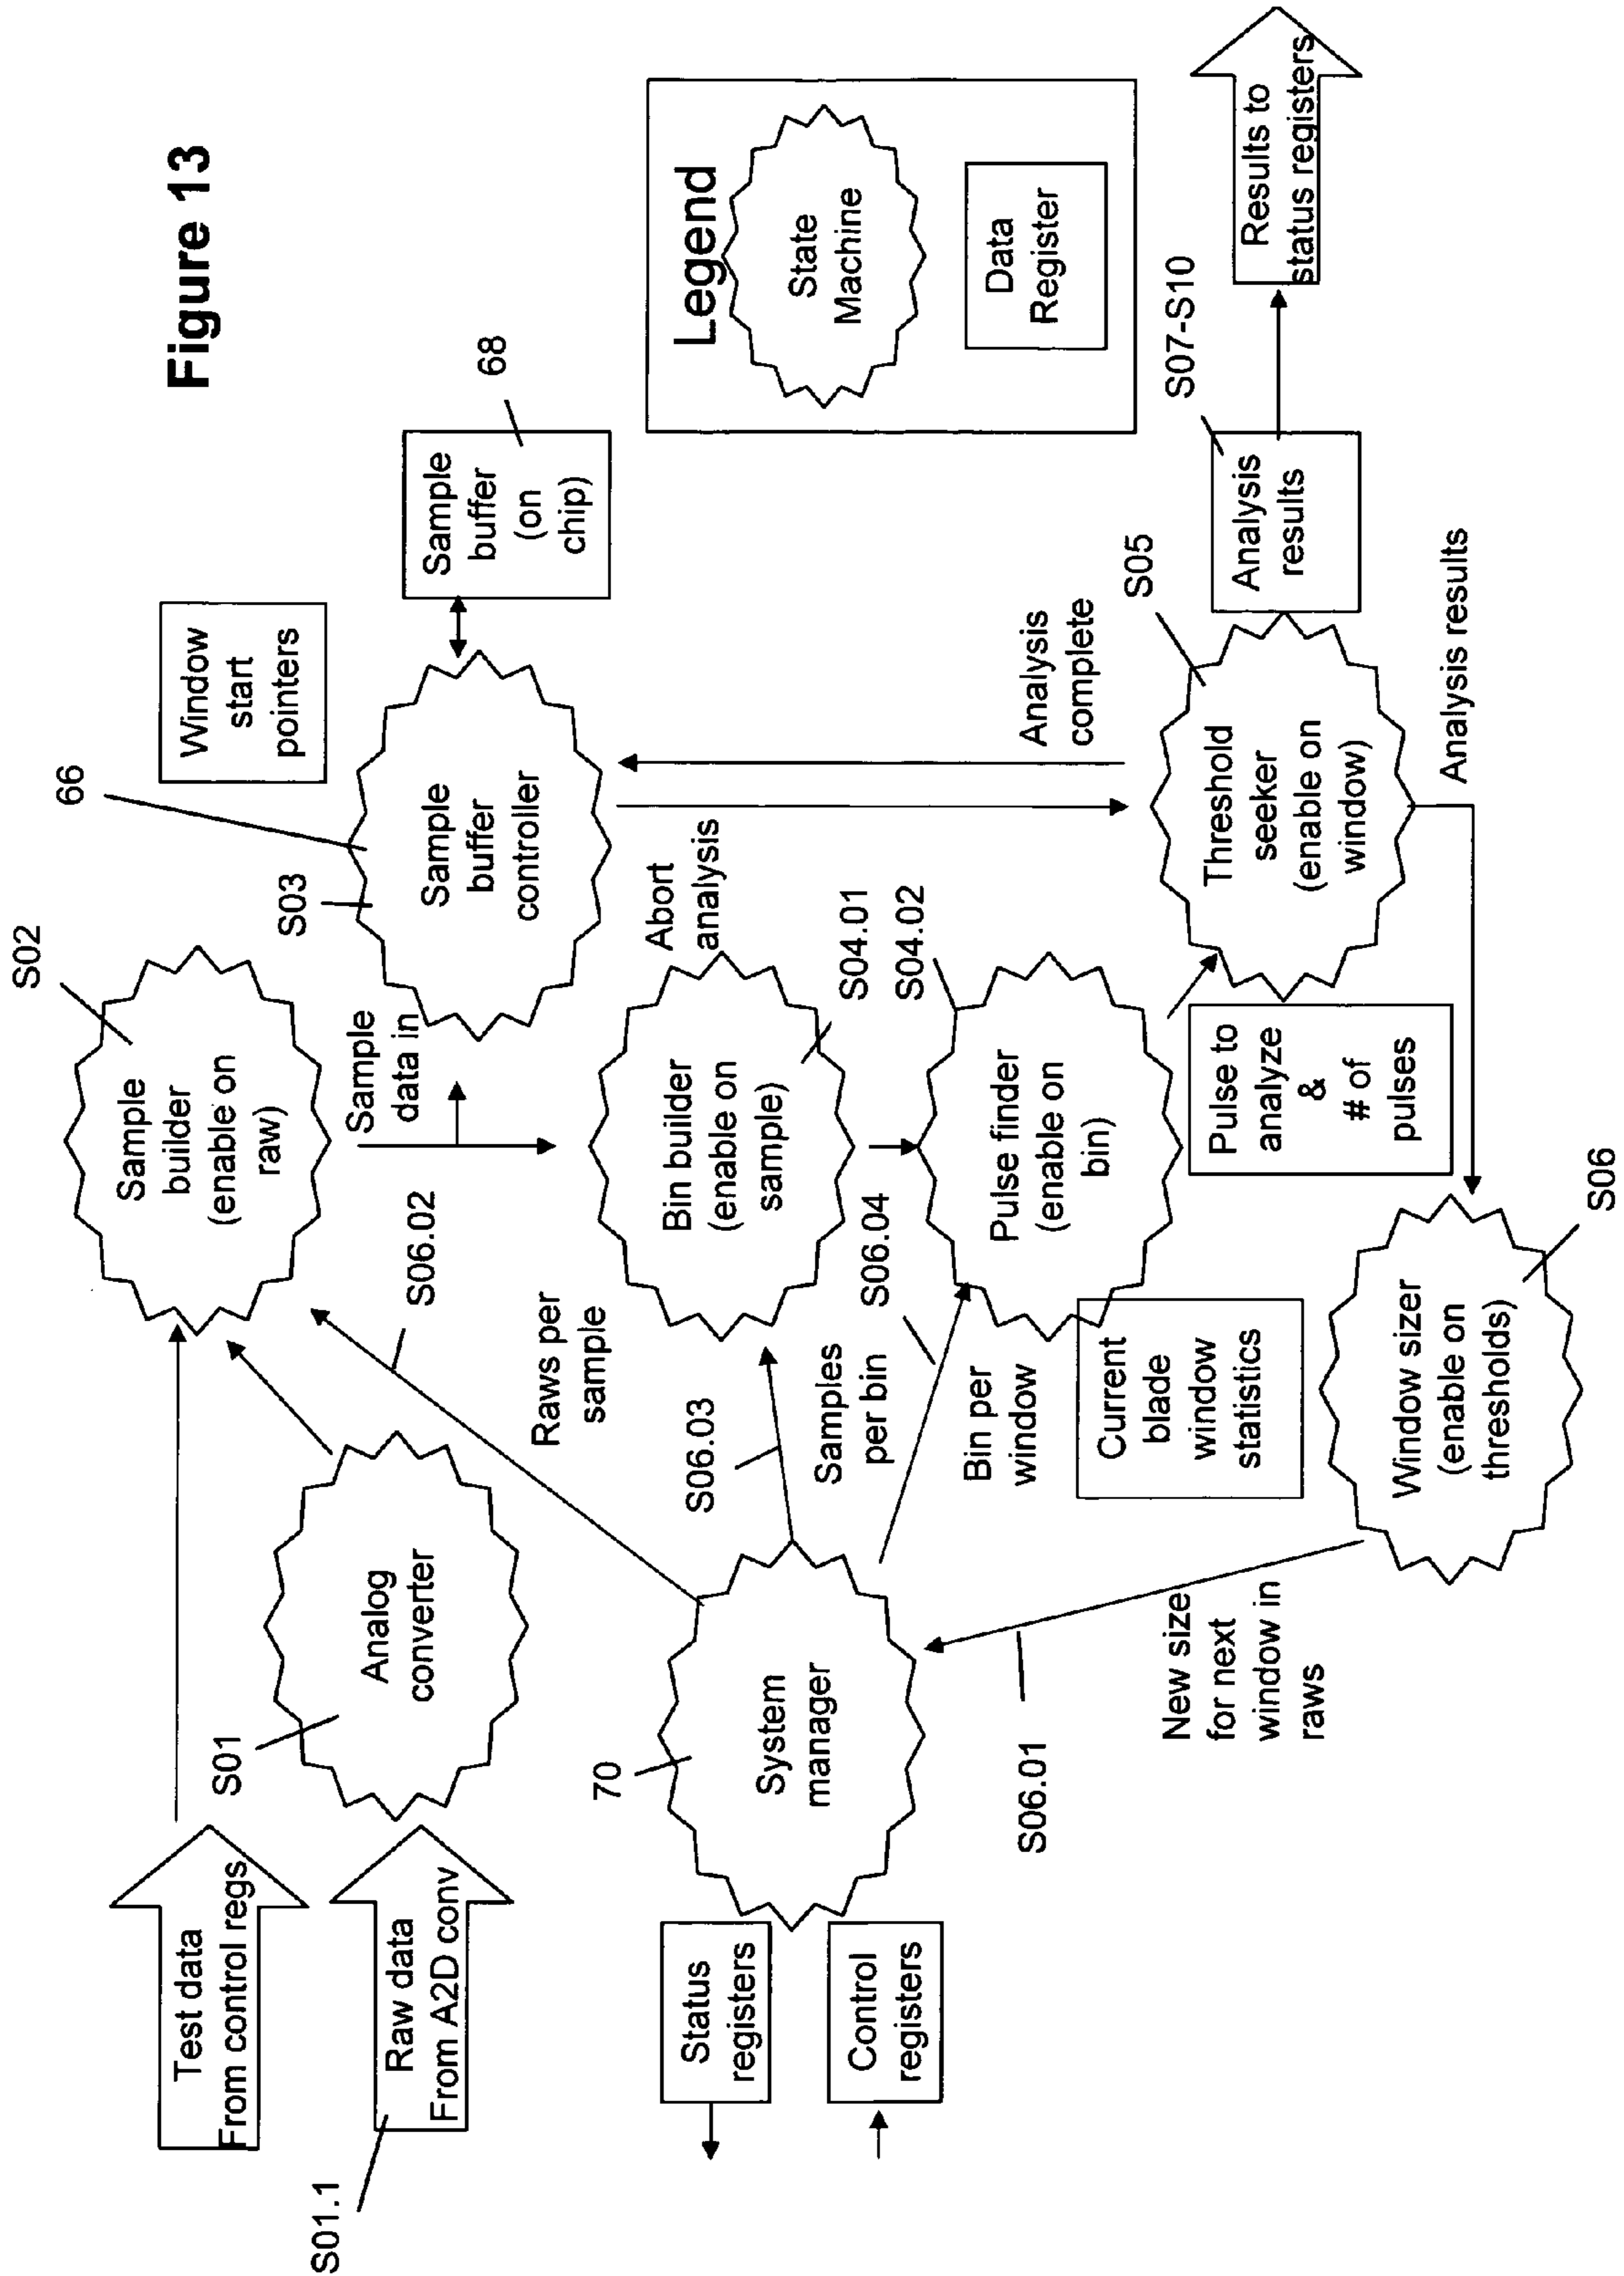 Figure 13
S02
66
Window
start
pointers
68
Test data
From control regs
Sample
builder
(enable on
raw)
S03
Sample
data in
Sample
buffer
controller
Sample
buffer
(on
chip)
S01.1
Raw data
From A2D conv
S01
Analog
converter
S06.02
Raws per
sample
Abort
analysis
Analysis
complete
Legend
State
Machine
Data
Register
Status
registers
Control
registers
70
System
manager
S06.03
Samples
per bin
Bin builder
(enable on
sample)
S04.01
S04.02
S06.04
Bin per
window
Pulse finder
(enable on
bin)
S05
S07-S10
S06.01
New size
for next
window in
raws
Current
blade
window
statistics
Pulse to
analyze
&
# of
pulses
Threshold
seeker
(enable on
window)
Analysis
results
Results to
status registers
Window sizer
(enable on
thresholds)
S06
Analysis results